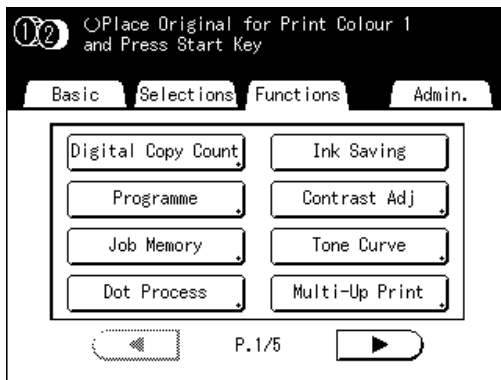 12 Place Original for Print Colour 1
and Press Start Key
Basic Selections Functions Admin.
Digital Copy Count Ink Saving
Programme Contrast Adj
Job Memory Tone Curve
Dot Process Multi-Up Print
P.1/5